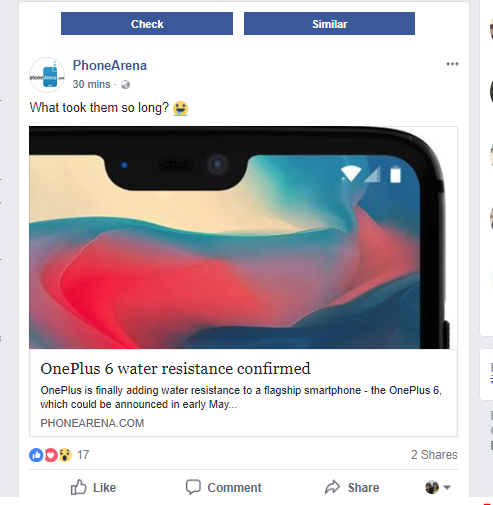 Check
Similar
PhoneArena
30 mins ·
What took them so long?
OnePlus 6 water resistance confirmed
OnePlus is finally adding water resistance to a flagship smartphone - the OnePlus 6,
which could be announced in early May...
PHONEARENA.COM
17
2 Shares
Like
Comment
Share